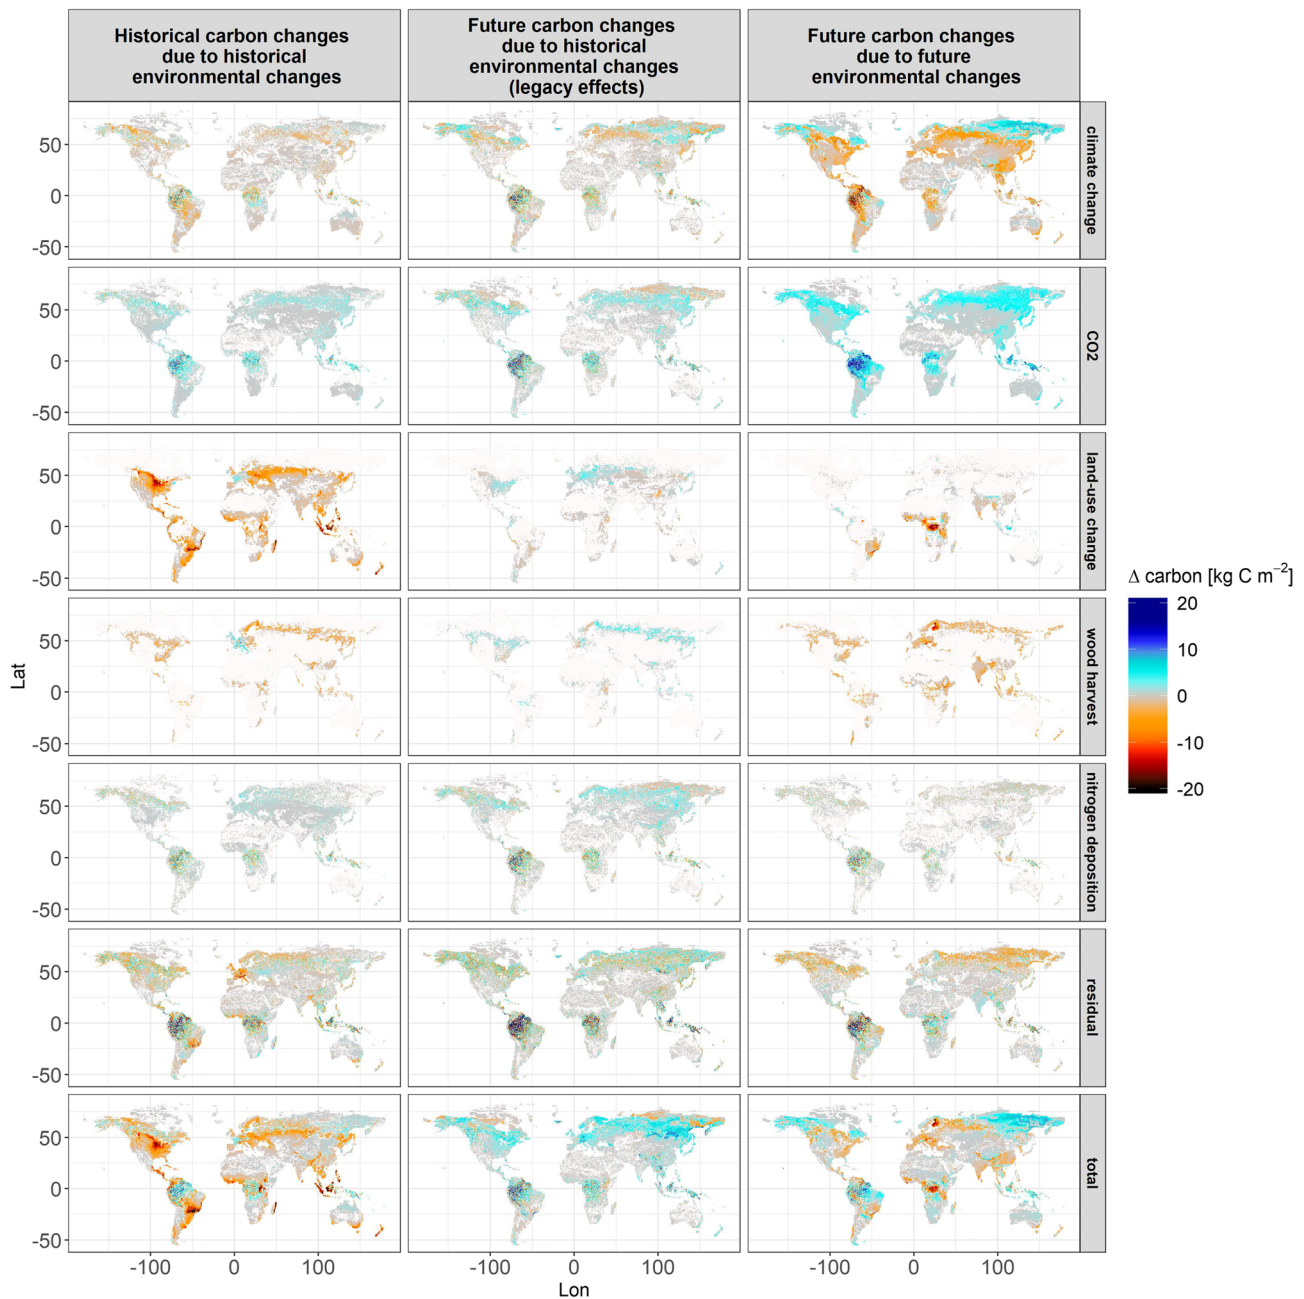 Historical carbon changes
due to historical
environmental changes
Future carbon changes
due to historical
environmental changes
(legacy effects)
Future carbon changes
due to future
environmental changes
50
0
-50
climate change
50
0
-50
CO2
50
0
-50
land-use change
50
0
-50
wood harvest
50
0
-50
nitrogen deposition
50
0
-50
residual
50
0
-50
total
Lat
-100 0 100 -100 0 100 -100 0 100
Lon
Δ carbon [kg C m⁻²]
20
10
0
-10
-20